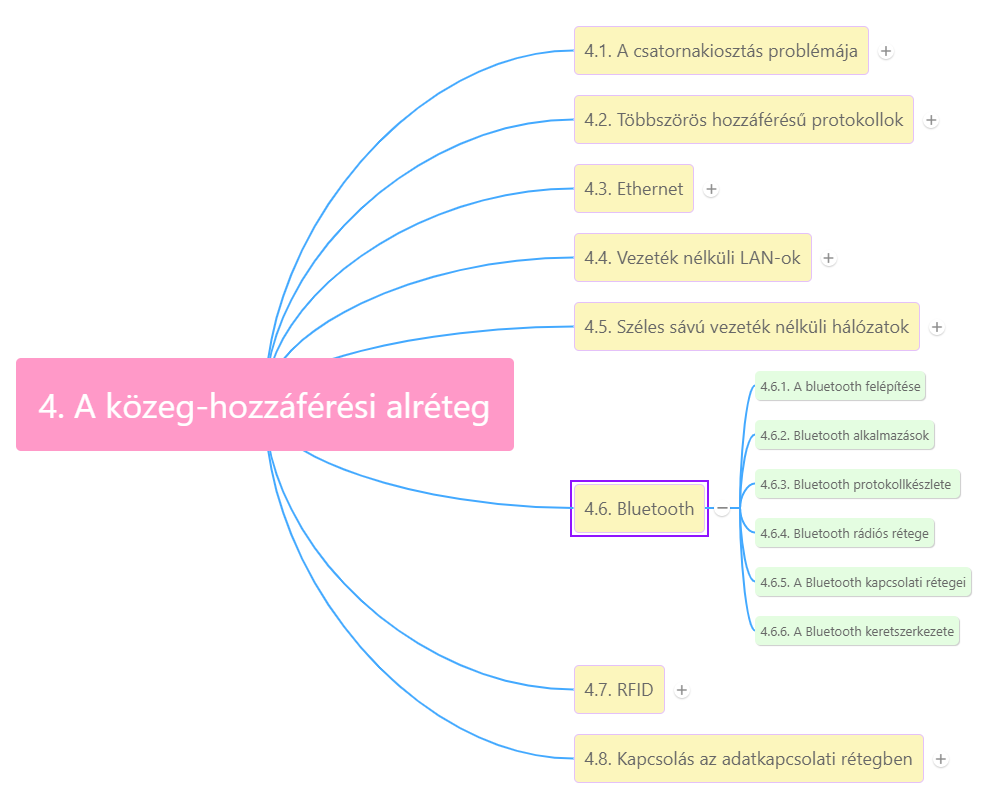 4. A közeg-hozzáférési alréteg
4.1. A csatornakiosztás problémája
4.2. Többszörös hozzáférésű protokollok
4.3. Ethernet
4.4. Vezeték nélküli LAN-ok
4.5. Széles sávú vezeték nélküli hálózatok
4.6. Bluetooth
4.6.1. A bluetooth felépítése
4.6.2. Bluetooth alkalmazások
4.6.3. Bluetooth protokollkészlete
4.6.4. Bluetooth rádiós rétege
4.6.5. A Bluetooth kapcsolati rétegei
4.6.6. A Bluetooth keretszerkezete
4.7. RFID
4.8. Kapcsolás az adatkapcsolati rétegben